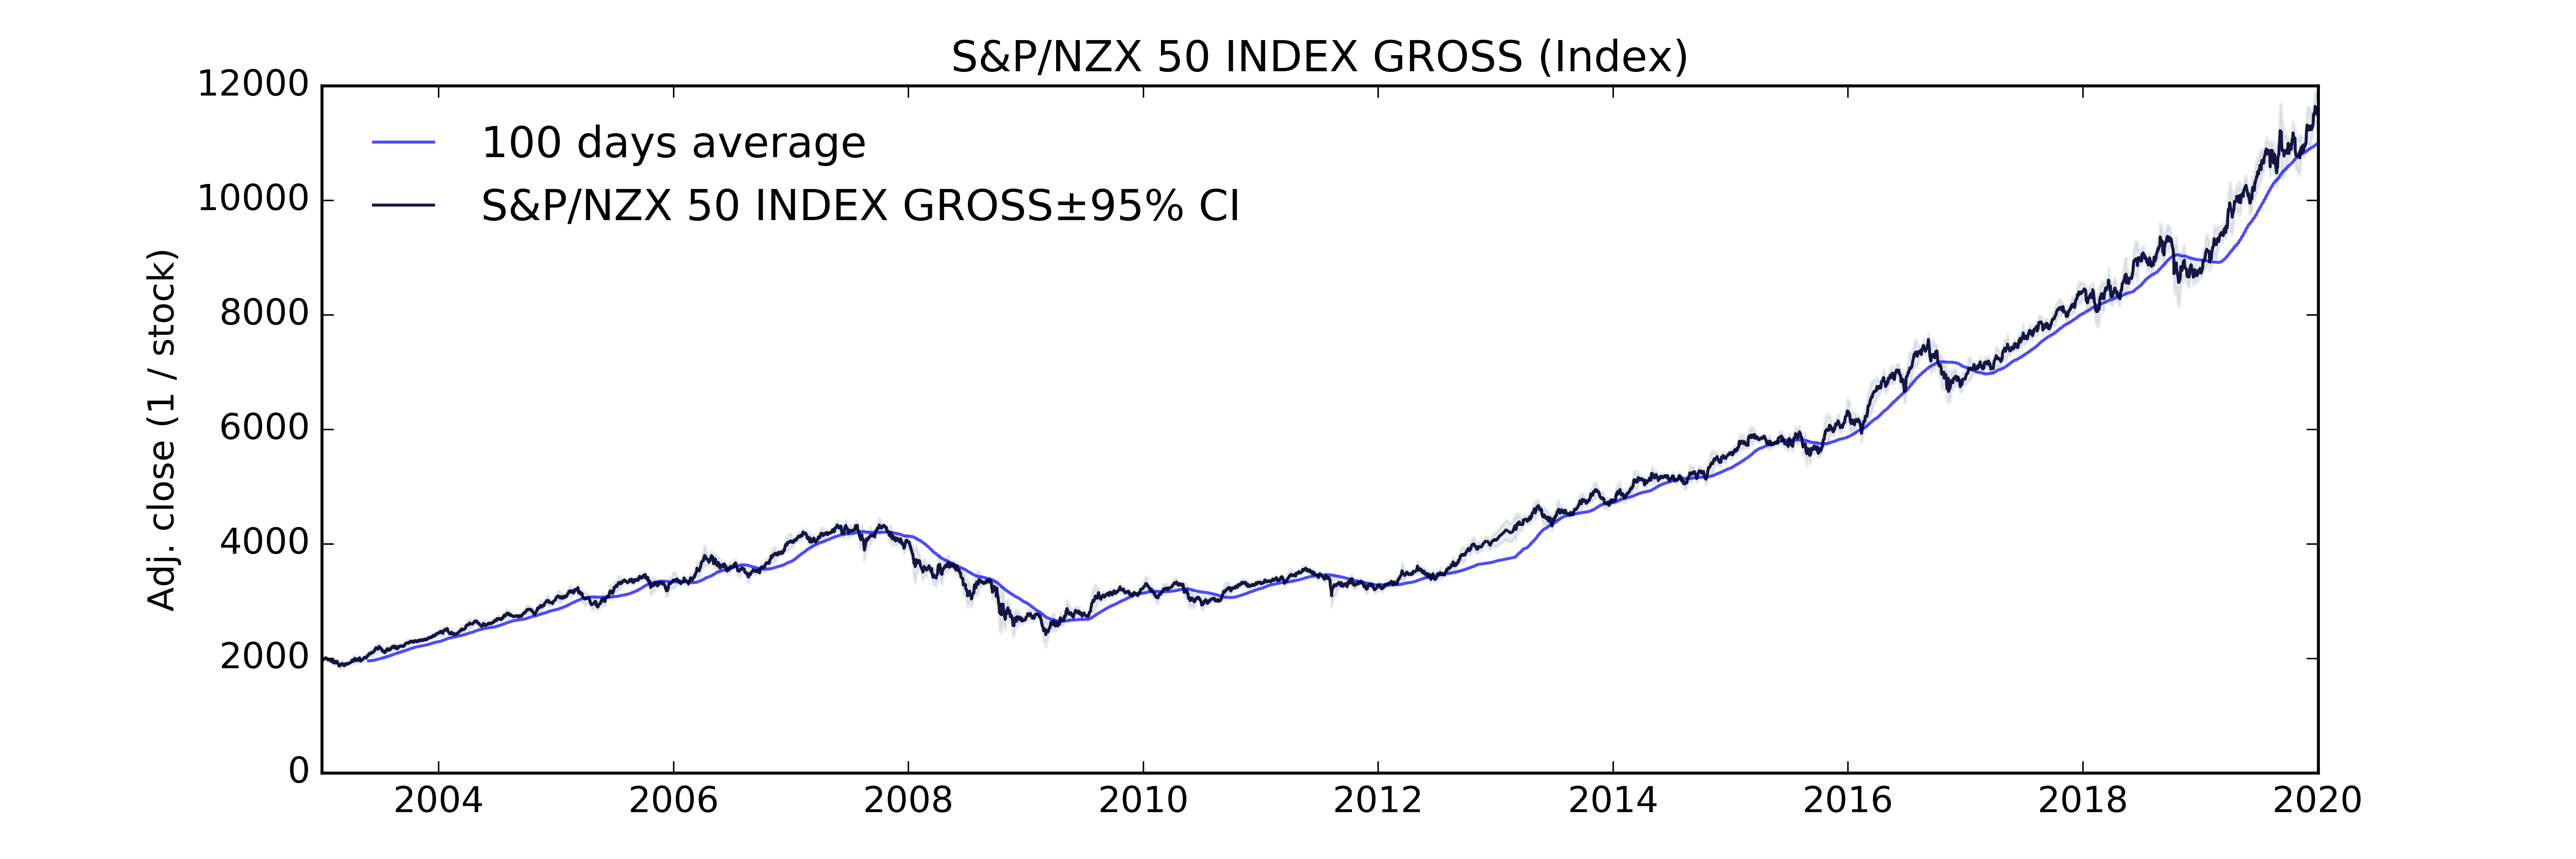 S&P/NZX 50 INDEX GROSS (Index)
12000
10000
8000
6000
4000
2000
0
Adj. close (1 / stock)
100 days average
S&P/NZX 50 INDEX GROSS±95% CI
2004 2006 2008 2010 2012 2014 2016 2018 2020